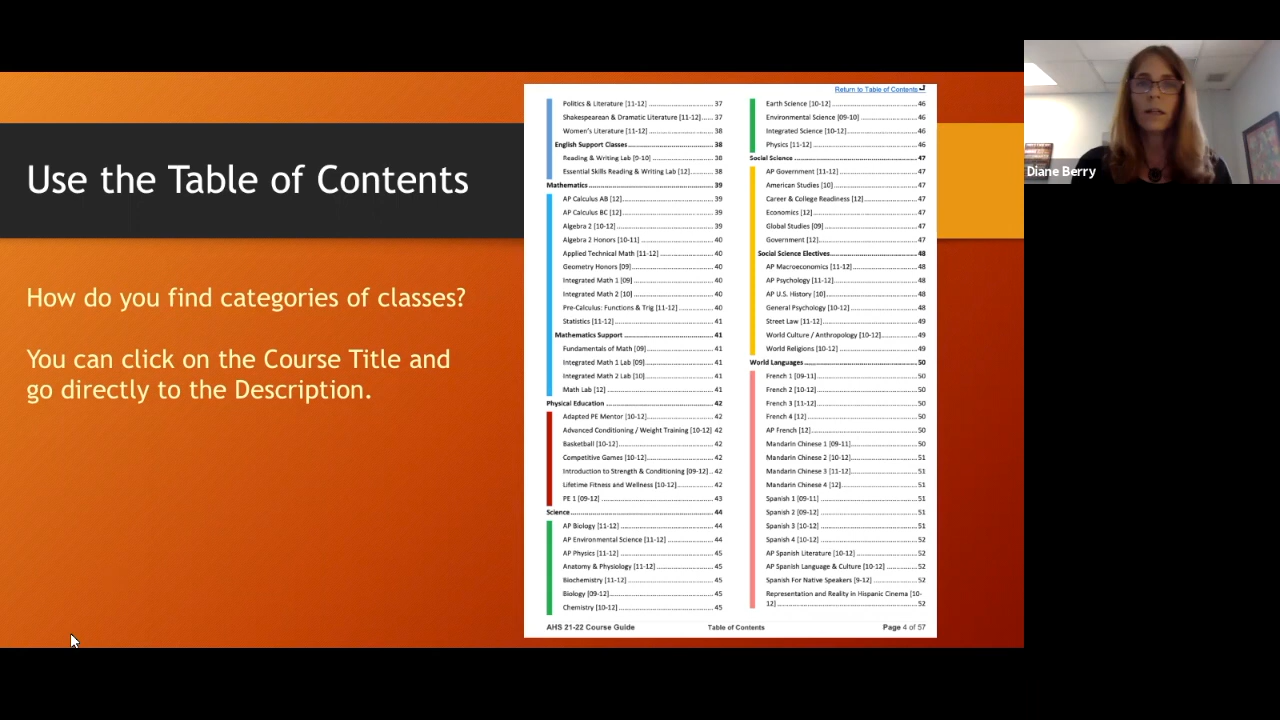 Use the Table of Contents
How do you find categories of classes?
You can click on the Course Title and
go directly to the Description.
Return to Table of Contents
Politics & Literature [11-12] 37
Shakespearean & Dramatic Literature [11-12] 37
Women's Literature [11-12] 38
English Support Classes 38
Reading & Writing Lab [9-10] 38
Essential Skills Reading & Writing Lab [12] 38
Mathematics 39
AP Calculus AB [12] 39
AP Calculus BC [12] 39
Algebra 2 [10-12] 39
Algebra 2 Honors [10-11] 40
Applied Technical Math [11-12] 40
Geometry Honors [09] 40
Integrated Math 1 [09] 40
Integrated Math 2 [10] 40
Pre-Calculus: Functions & Trig [11-12] 40
Statistics [11-12] 41
Mathematics Support 41
Fundamentals of Math [09] 41
Integrated Math 1 Lab [09] 41
Integrated Math 2 Lab [10] 41
Math Lab [12] 41
Physical Education 42
Adapted PE Mentor [10-12] 42
Advanced Conditioning / Weight Training [10-12] 42
Basketball [10-12] 42
Competitive Games [10-12] 42
Introduction to Strength & Conditioning [09-12] 42
Lifetime Fitness and Wellness [10-12] 42
PE 1 [09-12] 43
Science 44
AP Biology [11-12] 44
AP Environmental Science [11-12] 44
AP Physics [11-12] 45
Anatomy & Physiology [11-12] 45
Biochemistry [11-12] 45
Biology [09-12] 45
Chemistry [10-12] 45
Earth Science [10-12] 46
Environmental Science [09-10] 46
Integrated Science [10-12] 46
Physics [11-12] 46
Social Science 47
AP Government [11-12] 47
American Studies [10] 47
Career & College Readiness [12] 47
Economics [12] 47
Global Studies [09] 47
Government [12] 47
Social Science Electives 48
AP Macroeconomics [11-12] 48
AP Psychology [11-12] 48
AP U.S. History [10] 48
General Psychology [10-12] 48
Street Law [11-12] 49
World Culture / Anthropology [10-12] 49
World Religions [10-12] 49
World Languages 50
French 1 [09-11] 50
French 2 [10-12] 50
French 3 [11-12] 50
French 4 [12] 50
AP French [12] 50
Mandarin Chinese 1 [09-11] 50
Mandarin Chinese 2 [10-12] 51
Mandarin Chinese 3 [11-12] 51
Mandarin Chinese 4 [12] 51
Spanish 1 [09-11] 51
Spanish 2 [09-12] 51
Spanish 3 [10-12] 51
Spanish 4 [10-12] 52
AP Spanish Literature [10-12] 52
AP Spanish Language & Culture [10-12] 52
Spanish For Native Speakers [9-12] 52
Representation and Reality in Hispanic Cinema [10-
12] 52
AHS 21-22 Course Guide Table of Contents Page 4 of 57
Diane Berry